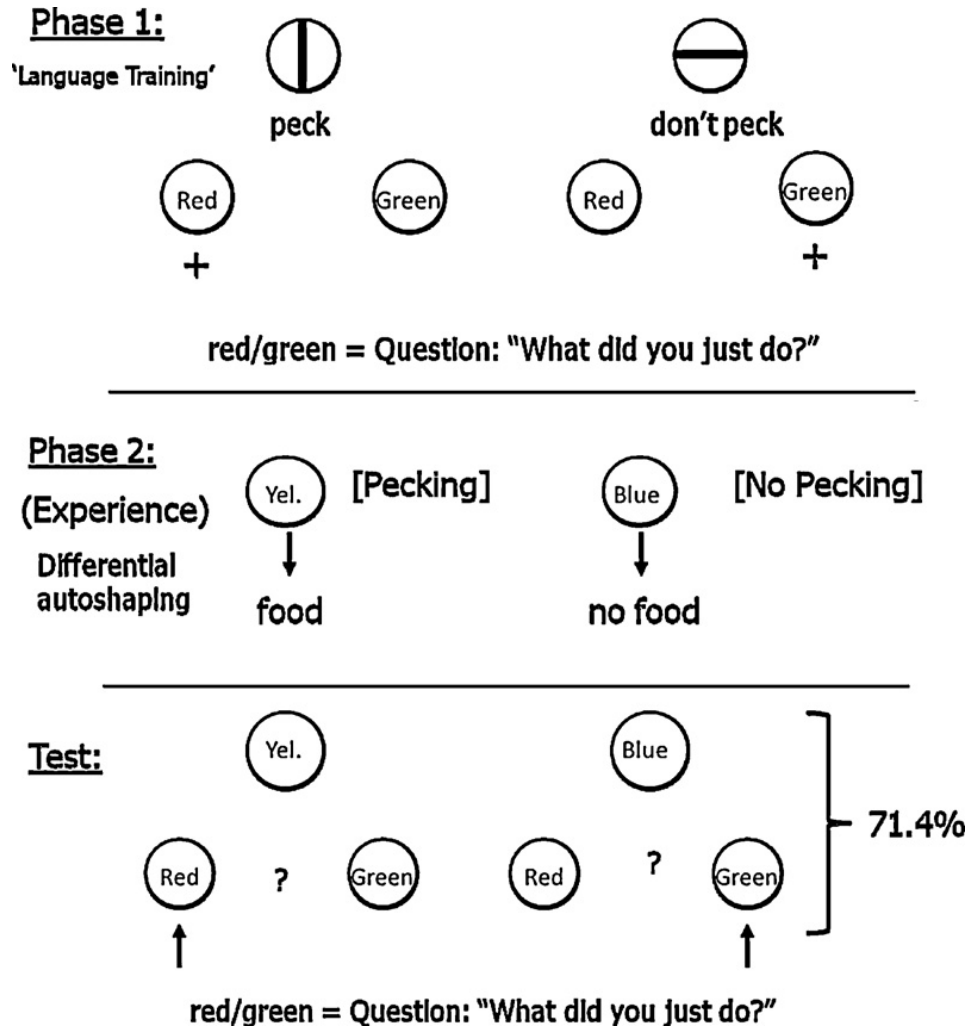 Phase 1:
'Language Training'
peck don't peck
Red Green Red Green
+ +
red/green = Question: "What did you just do?"
Phase 2:
(Experience)
Differential
autoshaping
Yel. [Pecking] Blue [No Pecking]
food no food
Test:
Yel. Blue
Red ? Green Red ? Green
71.4%
red/green = Question: "What did you just do?"